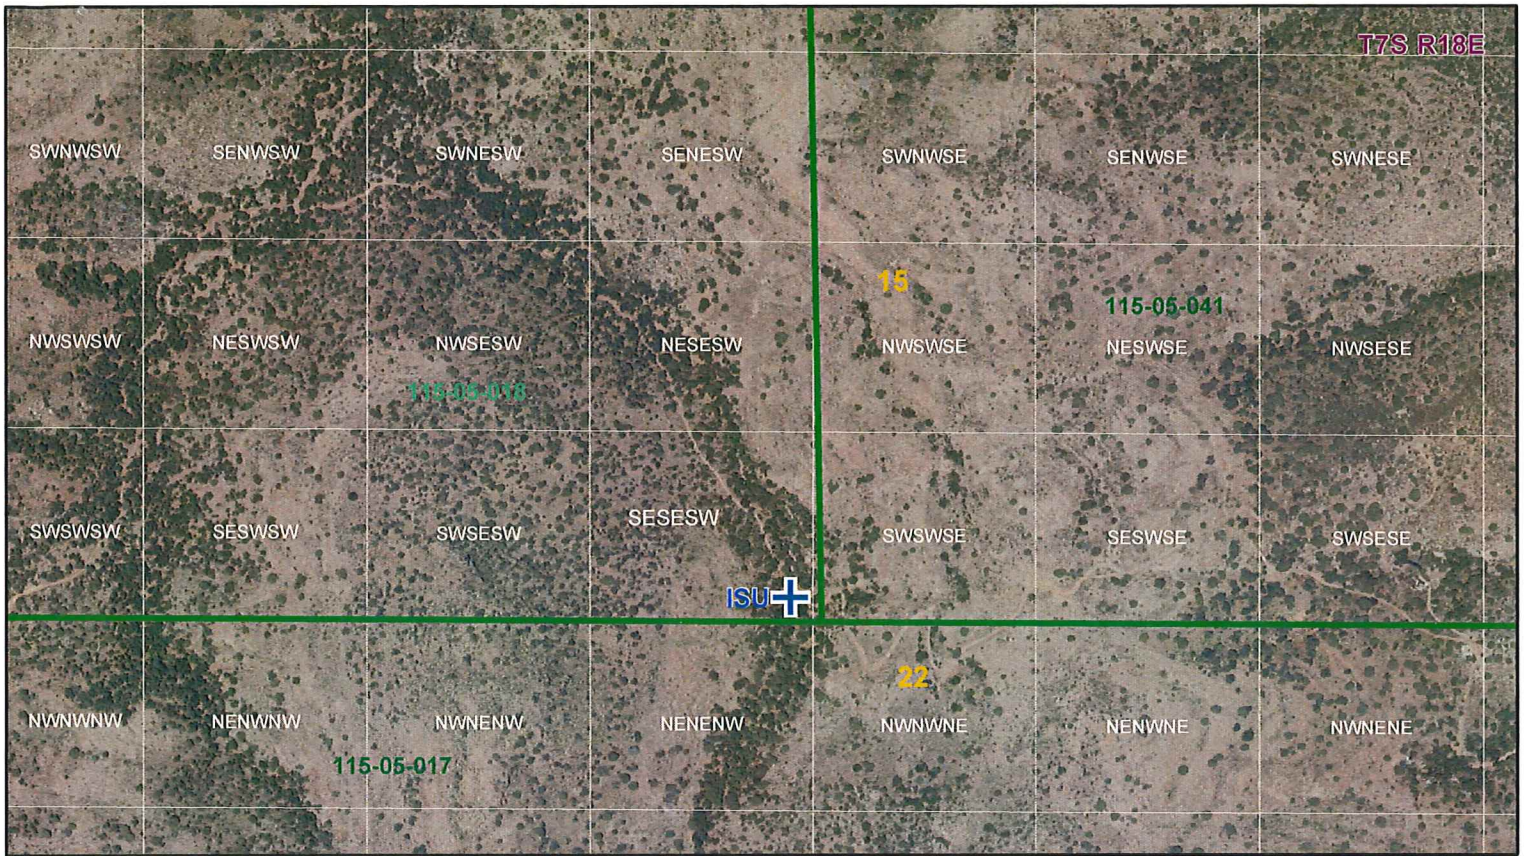 T7S R18E
SWNWSW SENWSW SWNESW SENESW SWNWSE SENWSE SWNESE
15
115-05-041
NWSWSW NESWSW NWSESW NESESW NWSWSE NESWSE NWSESE
115-05-018
SWSWSW SESWSW SWSESW SESESW SWSWSE SESWSE SWSESE
ISU
22
NWNWNW NENWNW NWNENW NENENW NWNWNE NENWNE NWNENE
115-05-017